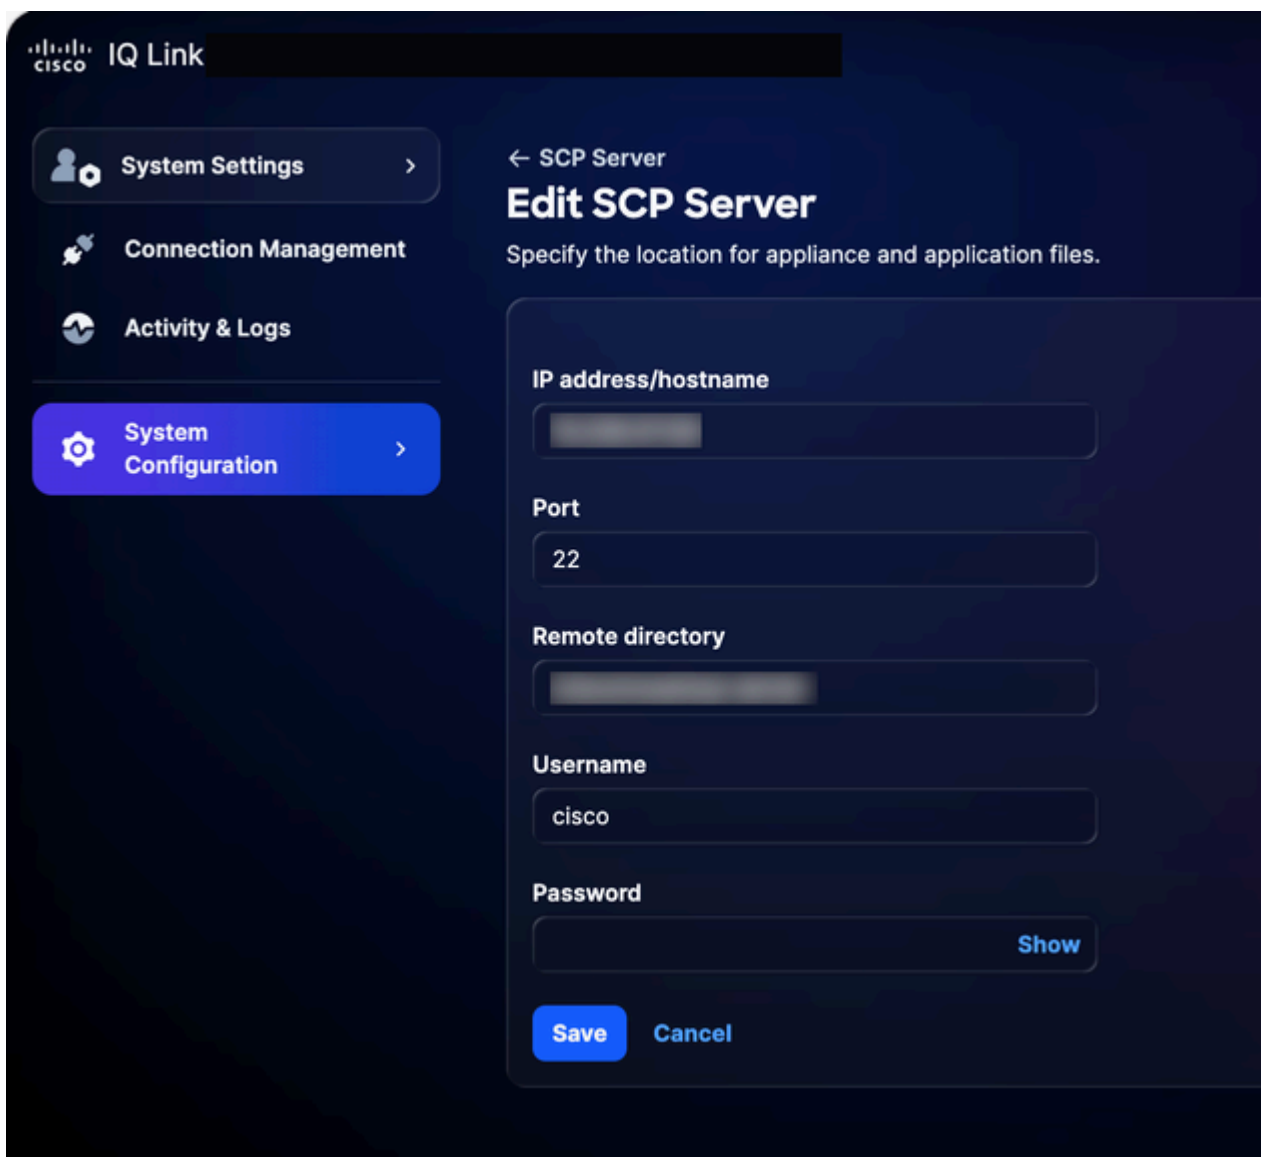 cisco
IQ Link
System Settings
Connection Management
Activity & Logs
System
Configuration
← SCP Server
Edit SCP Server
Specify the location for appliance and application files.
IP address/hostname
Port
22
Remote directory
Username
cisco
Password
Show
Save
Cancel